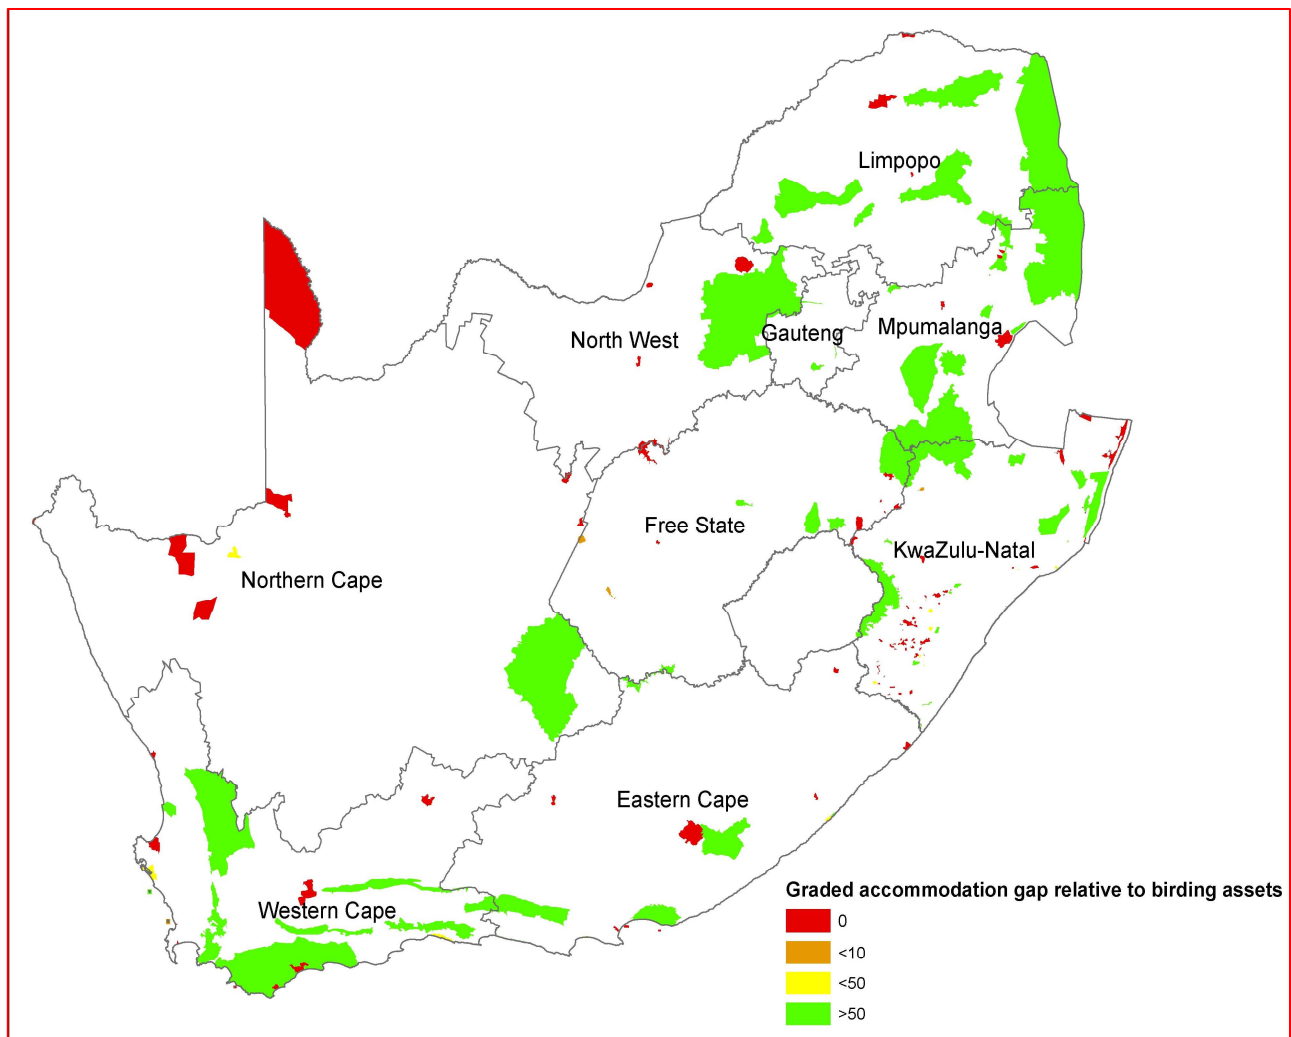 Limpopo
North West
Gauteng
Mpumalanga
Free State
KwaZulu-Natal
Northern Cape
Eastern Cape
Western Cape
Graded accommodation gap relative to birding assets
0
<10
<50
>50